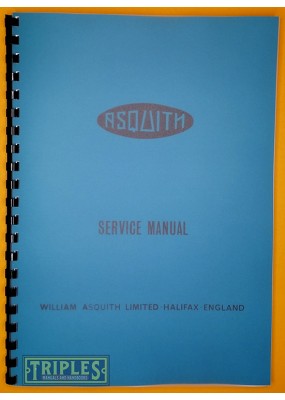 ASQUITH
SERVICE MANUAL
WILLIAM ASQUITH LIMITED HALIFAX ENGLAND
TRIPLES
MANUALS AND HANDBOOKS